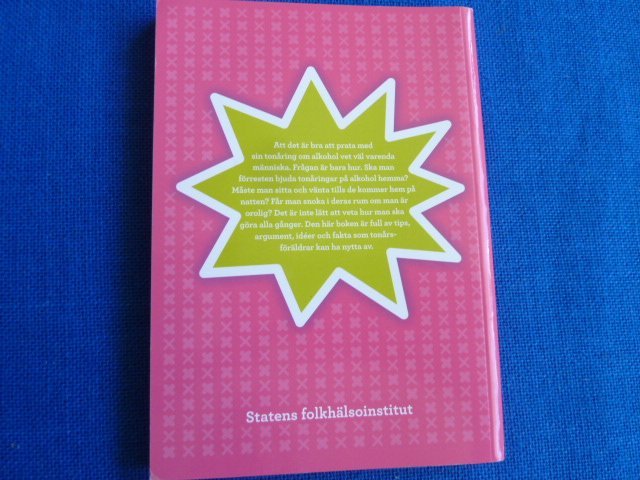 Att det är bra att prata med
sin tonåring om alkohol vet väl varenda
människa. Frågan är bara hur. Ska man
förresten bjuda tonåringar på alkohol hemma?
Måste man sitta och vänta tills de kommer hem på
natten? Får man snoka i deras rum om man är
orolig? Det är inte lätt att veta hur man ska
göra alla gånger. Den här boken är full av tips,
argument, idéer och fakta som tonårs-
föräldrar kan ha nytta av.
Statens folkhälsoinstitut